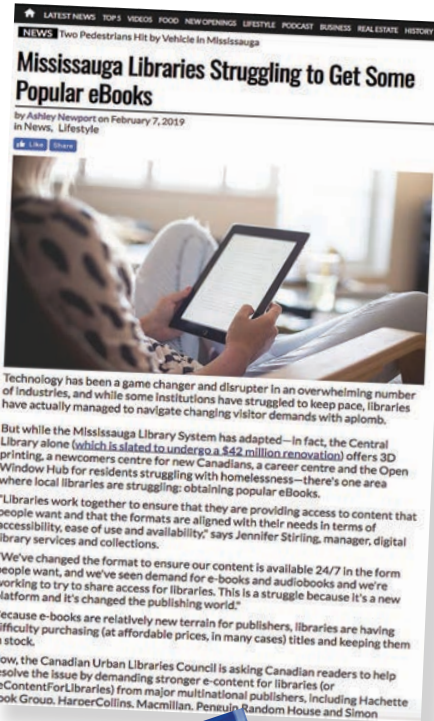 LATEST NEWS TOP 5 VIDEOS FOOD NEW OPENINGS LIFESTYLE PODCAST BUSINESS REAL ESTATE HISTORY
NEWS Two Pedestrians Hit by Vehicle in Mississauga
Mississauga Libraries Struggling to Get Some
Popular eBooks
by Ashley Newport on February 7, 2019
in News, Lifestyle
Like Share
Technology has been a game changer and disrupter in an overwhelming number
of industries, and while some institutions have struggled to keep pace, libraries
have actually managed to navigate changing visitor demands with aplomb.
But while the Mississauga Library System has adapted—in fact, the Central
Library alone (which is slated to undergo a $42 million renovation) offers 3D
printing, a newcomers centre for new Canadians, a career centre and the Open
Window Hub for residents struggling with homelessness—there's one area
where local libraries are struggling: obtaining popular eBooks.
"Libraries work together to ensure that they are providing access to content that
people want and that the formats are aligned with their needs in terms of
accessibility, ease of use and availability," says Jennifer Stirling, manager, digital
library services and collections.
"We've changed the format to ensure our content is available 24/7 in the form
people want, and we've seen demand for e-books and audiobooks and we're
working to try to share access for libraries. This is a struggle because it's a new
platform and it's changed the publishing world."
Because e-books are relatively new terrain for publishers, libraries are having
difficulty purchasing (at affordable prices, in many cases) titles and keeping them
in stock.
Now, the Canadian Urban Libraries Council is asking Canadian readers to help
resolve the issue by demanding stronger e-content for libraries (or
eContentForLibraries) from major multinational publishers, including Hachette
Book Group, HarperCollins, Macmillan, Penguin Random House and Simon